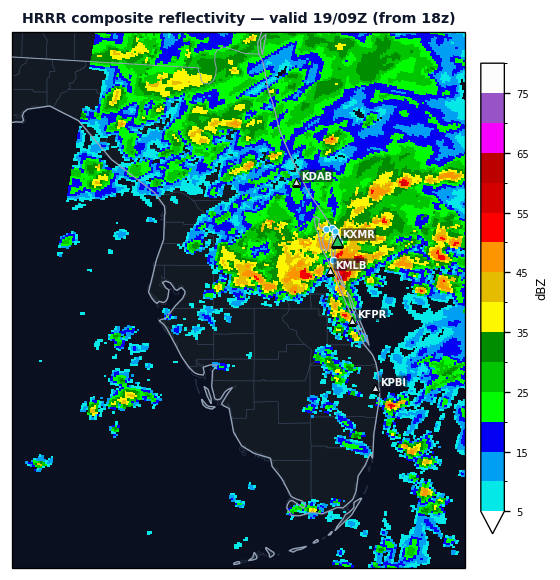 HRRR composite reflectivity — valid 19/09Z (from 18z)
75
65
55
45
35
25
15
5
dBZ
KDAB
KXMR
KMLB
KFPR
KPBI